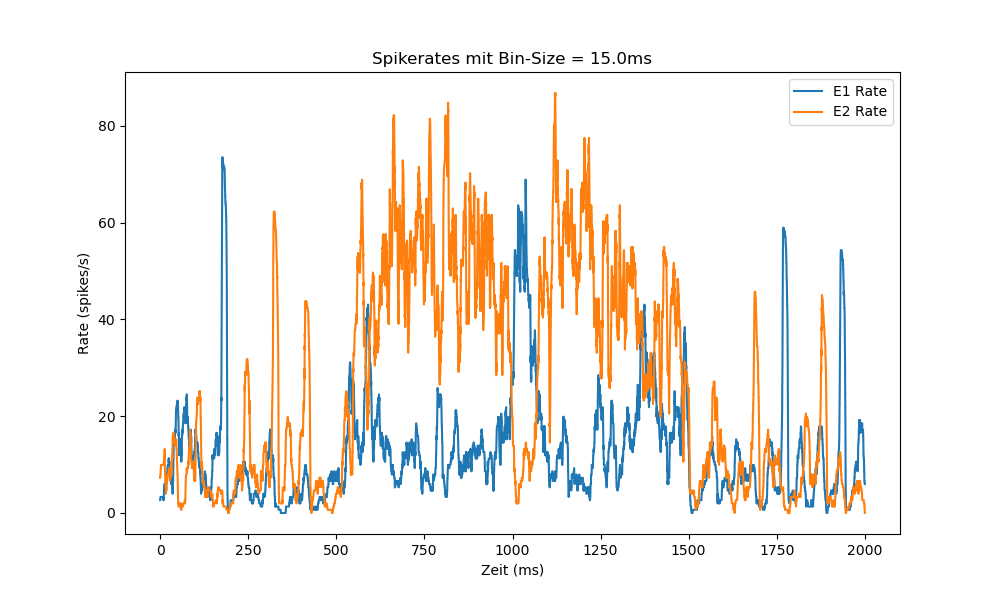 Spikerates mit Bin-Size = 15.0ms
E1 Rate
E2 Rate
Rate (spikes/s)
80
60
40
20
0
0 250 500 750 1000 1250 1500 1750 2000
Zeit (ms)